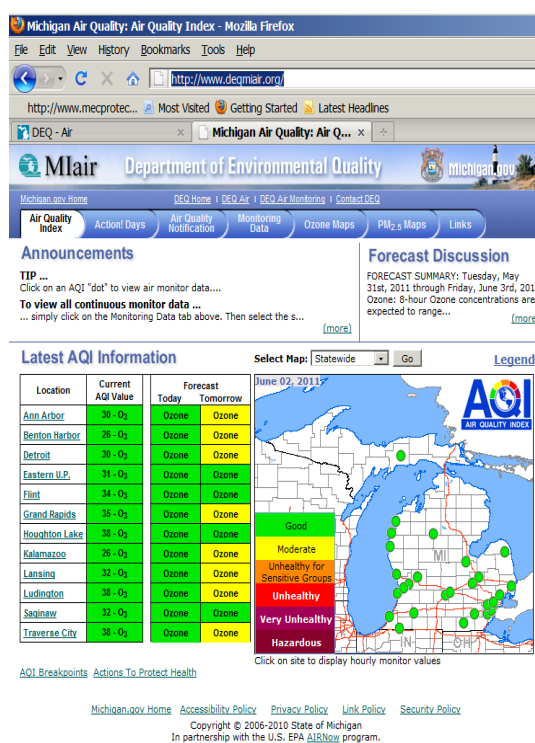 Michigan Air Quality: Air Quality Index - Mozilla Firefox
File Edit View History Bookmarks Tools Help
http://www.deqmiair.org/
http://www.mecprotec... Most Visited Getting Started Latest Headlines
DEQ - Air × Michigan Air Quality: Air Q... ×
MIair Department of Environmental Quality Michigan.gov
Michigan.gov Home DEQ Home | DEQ Air | DEQ Air Monitoring | Contact DEQ
Air Quality Index Action! Days Air Quality Notification Monitoring Data Ozone Maps PM2.5 Maps Links
Announcements
TIP ...
Click on an AQI "dot" to view air monitor data....
To view all continuous monitor data ...
... simply click on the Monitoring Data tab above. Then select the s...
(more)
Forecast Discussion
FORECAST SUMMARY: Tuesday, May
31st, 2011 through Friday, June 3rd, 201
Ozone: 8-hour Ozone concentrations are
expected to range...
(more
Latest AQI Information
Select Map: Statewide Go Legend
Location Current AQI Value Forecast Today Tomorrow
Ann Arbor 30 - O3 Ozone Ozone
Benton Harbor 26 - O3 Ozone Ozone
Detroit 30 - O3 Ozone Ozone
Eastern U.P. 31 - O3 Ozone Ozone
Flint 34 - O3 Ozone Ozone
Grand Rapids 35 - O3 Ozone Ozone
Houghton Lake 38 - O3 Ozone Ozone
Kalamazoo 26 - O3 Ozone Ozone
Lansing 32 - O3 Ozone Ozone
Ludington 38 - O3 Ozone Ozone
Saginaw 32 - O3 Ozone Ozone
Traverse City 38 - O3 Ozone Ozone
June 02, 2011
AQI
AIR QUALITY INDEX
Good
Moderate
Unhealthy for
Sensitive Groups
Unhealthy
Very Unhealthy
Hazardous
MI
IN
OH
Click on site to display hourly monitor values
AQI Breakpoints Actions To Protect Health
Michigan.gov Home Accessibility Policy Privacy Policy Link Policy Security Policy
Copyright © 2006-2010 State of Michigan
In partnership with the U.S. EPA AIRNow program.